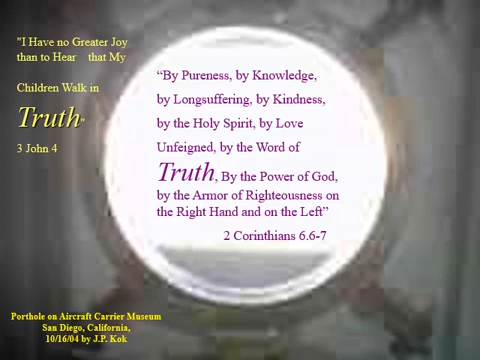 "I Have no Greater Joy
than to Hear that My
Children Walk in
Truth"
3 John 4
“By Pureness, by Knowledge,
by Longsuffering, by Kindness,
by the Holy Spirit, by Love
Unfeigned, by the Word of
Truth, By the Power of God,
by the Armor of Righteousness on
the Right Hand and on the Left”
2 Corinthians 6.6-7
Porthole on Aircraft Carrier Museum
San Diego, California,
10/16/04 by J.P. Kok